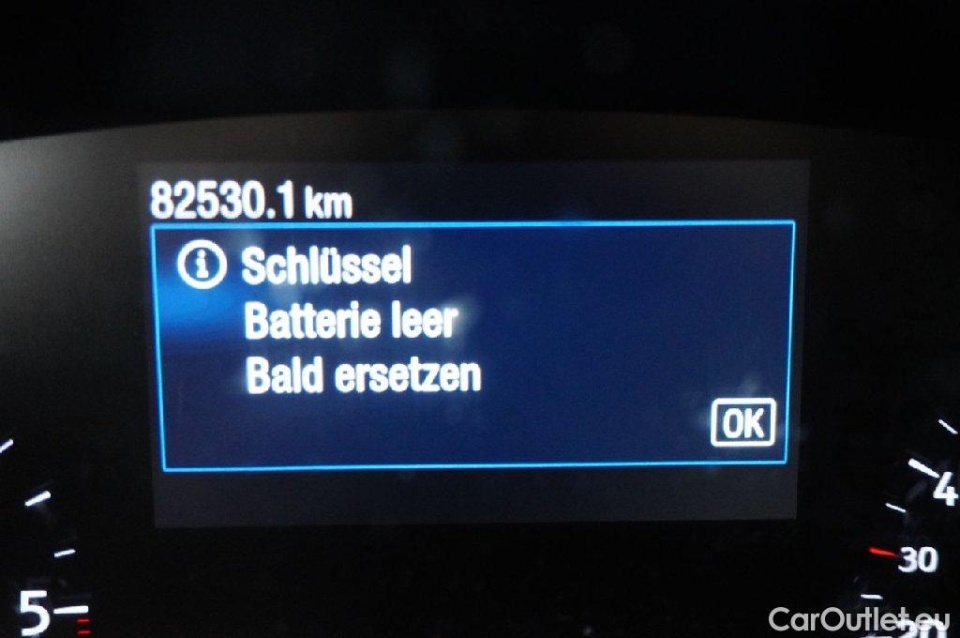 82530.1 km
Schlüssel
Batterie leer
Bald ersetzen
OK
4
30
5
CarOutlet.eu